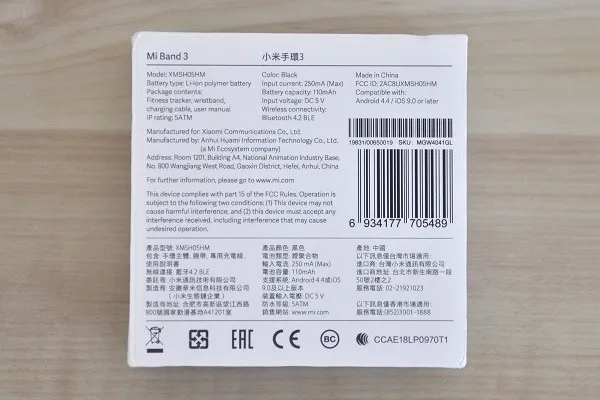 Mi Band 3
小米手環3
Model: XMSH05HM
Battery type: Li-ion polymer battery
Package contents:
Fitness tracker, wristband,
charging cable, user manual
IP rating: 5ATM
Color: Black
Input current: 250mA (Max)
Battery capacity: 110mAh
Input voltage: DC 5 V
Wireless connectivity:
Bluetooth 4.2 BLE
Made in China
FCC ID: 2AC8UXMSH05HM
Compatible with:
Android 4.4 / iOS 9.0 or later
Manufactured for: Xiaomi Communications Co., Ltd.
Manufactured by: Anhui Huami Information Technology Co., Ltd.
(a Mi Ecosystem company)
Address: Room 1201, Building A4, National Animation Industry Base,
No. 800 Wangjiang West Road, Gaoxin District, Hefei, Anhui, China
For further information, please go to www.mi.com
This device complies with part 15 of the FCC Rules. Operation is
subject to the following two conditions: (1) This device may not
cause harmful interference, and (2) this device must accept any
interference received, including interference that may cause
undesired operation.
19831/00650019 SKU: MGW4041GL
6 934177 705489
產品型號: XMSH05HM
包含: 手環主體, 腕帶, 專用充電線,
使用說明書
無線連接: 藍牙4.2 BLE
委託商: 小米通訊技術有限公司
製造商: 安徽華米信息科技有限公司
(小米生態鏈企業)
製造商地址: 合肥市高新區望江西路
800號國家動漫基地A41201室
產品顏色: 黑色
電池類型: 鋰聚合物
輸入電流: 250 mA (Max)
電池容量: 110mAh
支援系統: Android 4.4或iOS
9.0及以上版本
裝置輸入電壓: DC 5 V
防水等級: 5ATM
銷售網站: www.mi.com
產地: 中國
以下訊息僅台灣市場適用:
進口商: 台灣小米通訊有限公司
進口商地址: 台北市新生南路一段
50號2樓之2
服務電話: 02-21921023
以下訊息僅香港市場適用:
服務電話: (852)3001-1888
EAC CE BC CCAE18LP0970T1